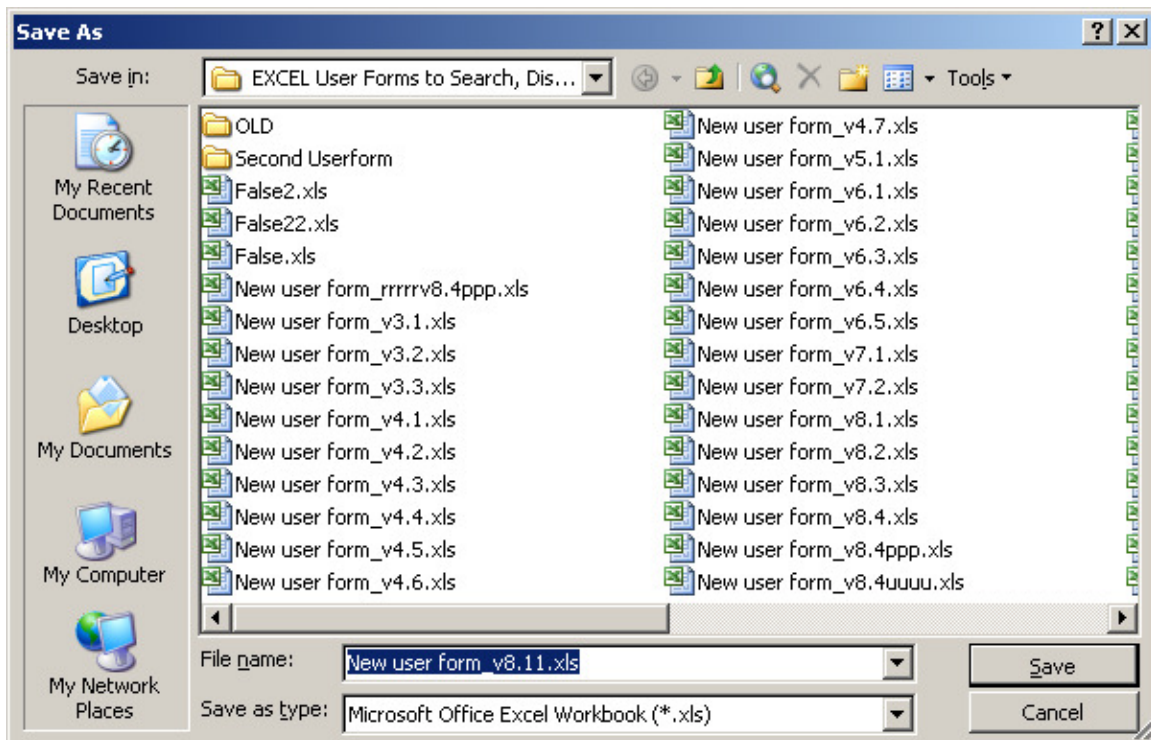 Save As
Save in:
EXCEL User Forms to Search, Dis...
Tools
My Recent
Documents
Desktop
My Documents
My Computer
My Network
Places
OLD
Second Userform
False2.xls
False22.xls
False.xls
New user form_rrrrrv8.4ppp.xls
New user form_v3.1.xls
New user form_v3.2.xls
New user form_v3.3.xls
New user form_v4.1.xls
New user form_v4.2.xls
New user form_v4.3.xls
New user form_v4.4.xls
New user form_v4.5.xls
New user form_v4.6.xls
New user form_v4.7.xls
New user form_v5.1.xls
New user form_v6.1.xls
New user form_v6.2.xls
New user form_v6.3.xls
New user form_v6.4.xls
New user form_v6.5.xls
New user form_v7.1.xls
New user form_v7.2.xls
New user form_v8.1.xls
New user form_v8.2.xls
New user form_v8.3.xls
New user form_v8.4.xls
New user form_v8.4ppp.xls
New user form_v8.4uuuu.xls
File name:
New user form_v8.11.xls
Save
Save as type:
Microsoft Office Excel Workbook (*.xls)
Cancel